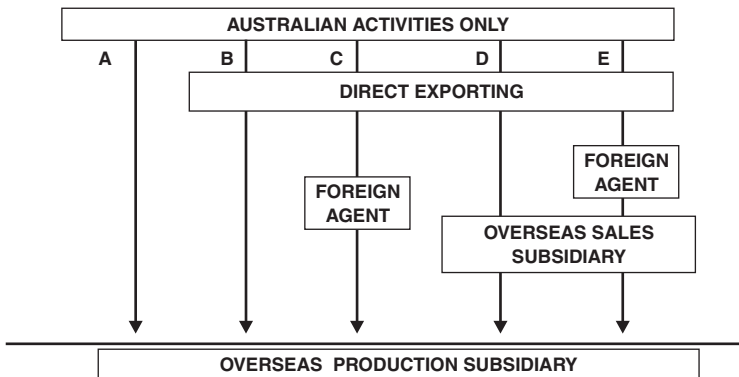 AUSTRALIAN ACTIVITIES ONLY
A B C D E
DIRECT EXPORTING
FOREIGN
AGENT
FOREIGN
AGENT
OVERSEAS SALES
SUBSIDIARY
OVERSEAS PRODUCTION SUBSIDIARY